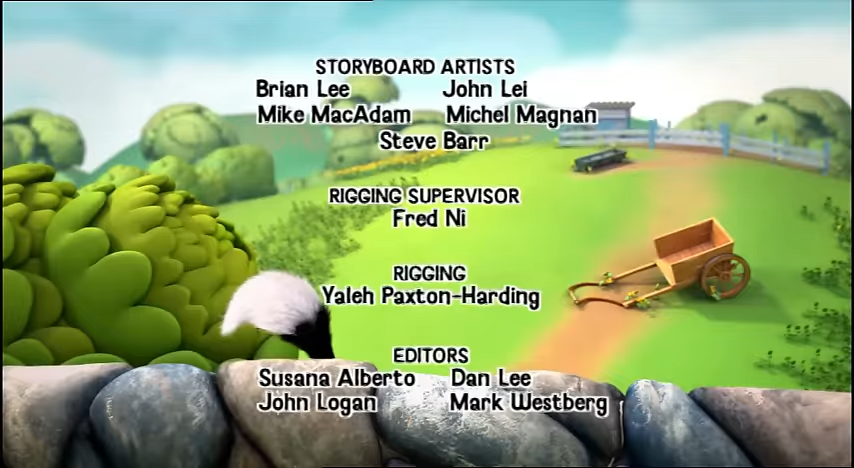 STORYBOARD ARTISTS
Brian Lee John Lei
Mike MacAdam Michel Magnan
Steve Barr
RIGGING SUPERVISOR
Fred Ni
RIGGING
Yaleh Paxton-Harding
EDITORS
Susana Alberto Dan Lee
John Logan Mark Westberg